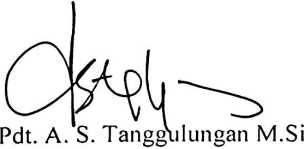 Pdt. A. S. Tanggulungan M.Si